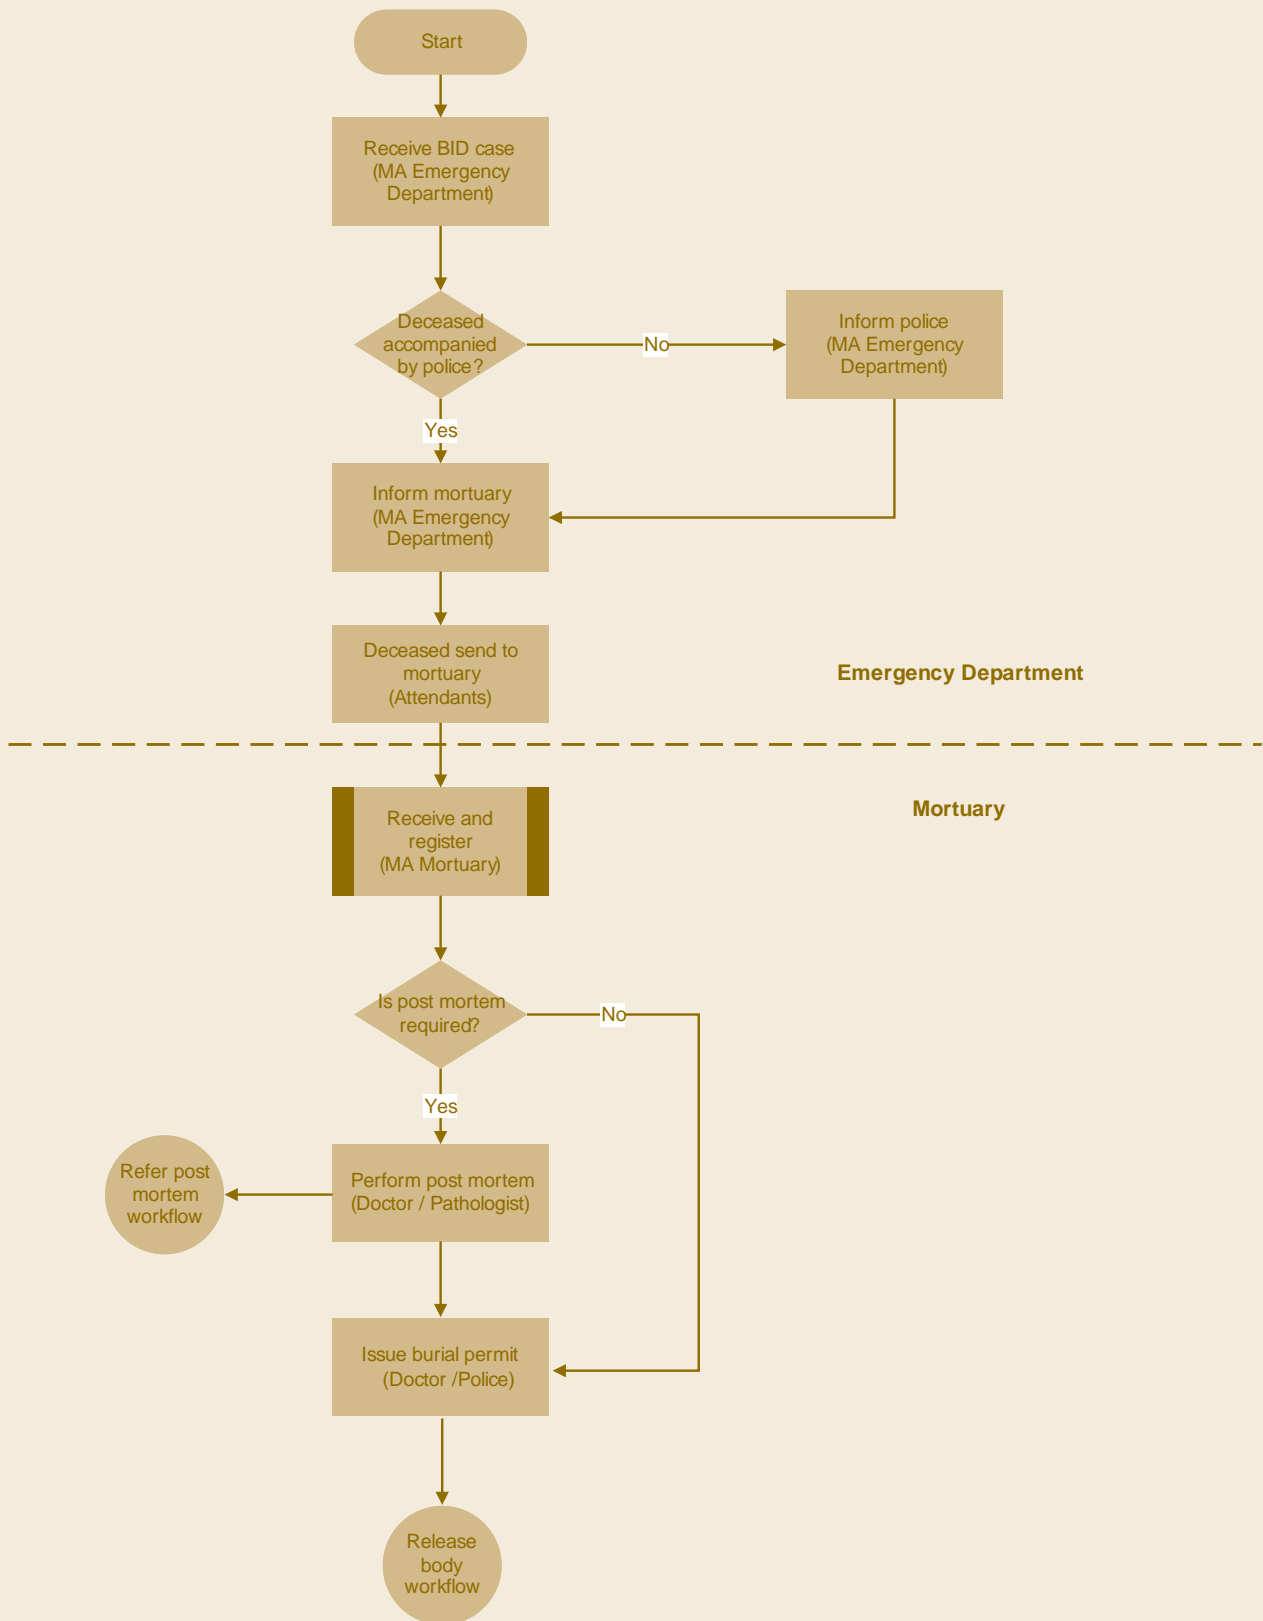 Start
Receive BID case
(MA Emergency
Department)
Deceased
accompanied
by police?
No
Inform police
(MA Emergency
Department)
Yes
Inform mortuary
(MA Emergency
Department)
Deceased send to
mortuary
(Attendants)
Emergency Department
Mortuary
Receive and
register
(MA Mortuary)
Is post mortem
required?
No
Yes
Refer post
mortem
workflow
Perform post mortem
(Doctor / Pathologist)
Issue burial permit
(Doctor /Police)
Release
body
workflow